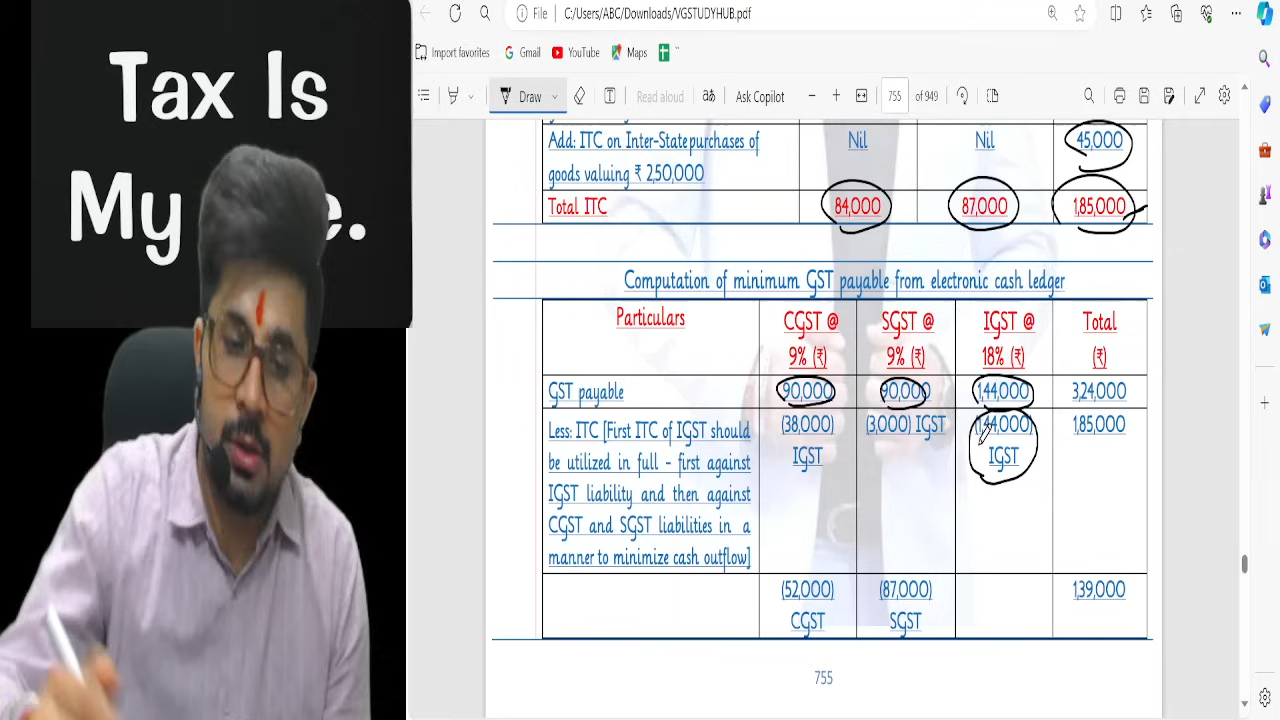 Tax Is
My
File C:/Users/ABC/Downloads/VGSTUDYHUB.pdf
Import favorites Gmail YouTube Maps
Draw Read aloud Ask Copilot 755 of 949
Add: ITC on Inter-State purchases of Nil Nil 45,000
goods valuing ₹ 2,50,000
Total ITC 84,000 87,000 1,85,000
Computation of minimum GST payable from electronic cash ledger
Particulars CGST @ SGST @ IGST @ Total
9% (₹) 9% (₹) 18% (₹) (₹)
GST payable 90,000 90,000 1,44,000 3,24,000
Less: ITC [First ITC of IGST should (38,000) (3,000) IGST (1,44,000) 1,85,000
be utilized in full - first against IGST IGST
IGST liability and then against
CGST and SGST liabilities in a
manner to minimize cash outflow]
(52,000) (87,000) 1,39,000
CGST SGST
755